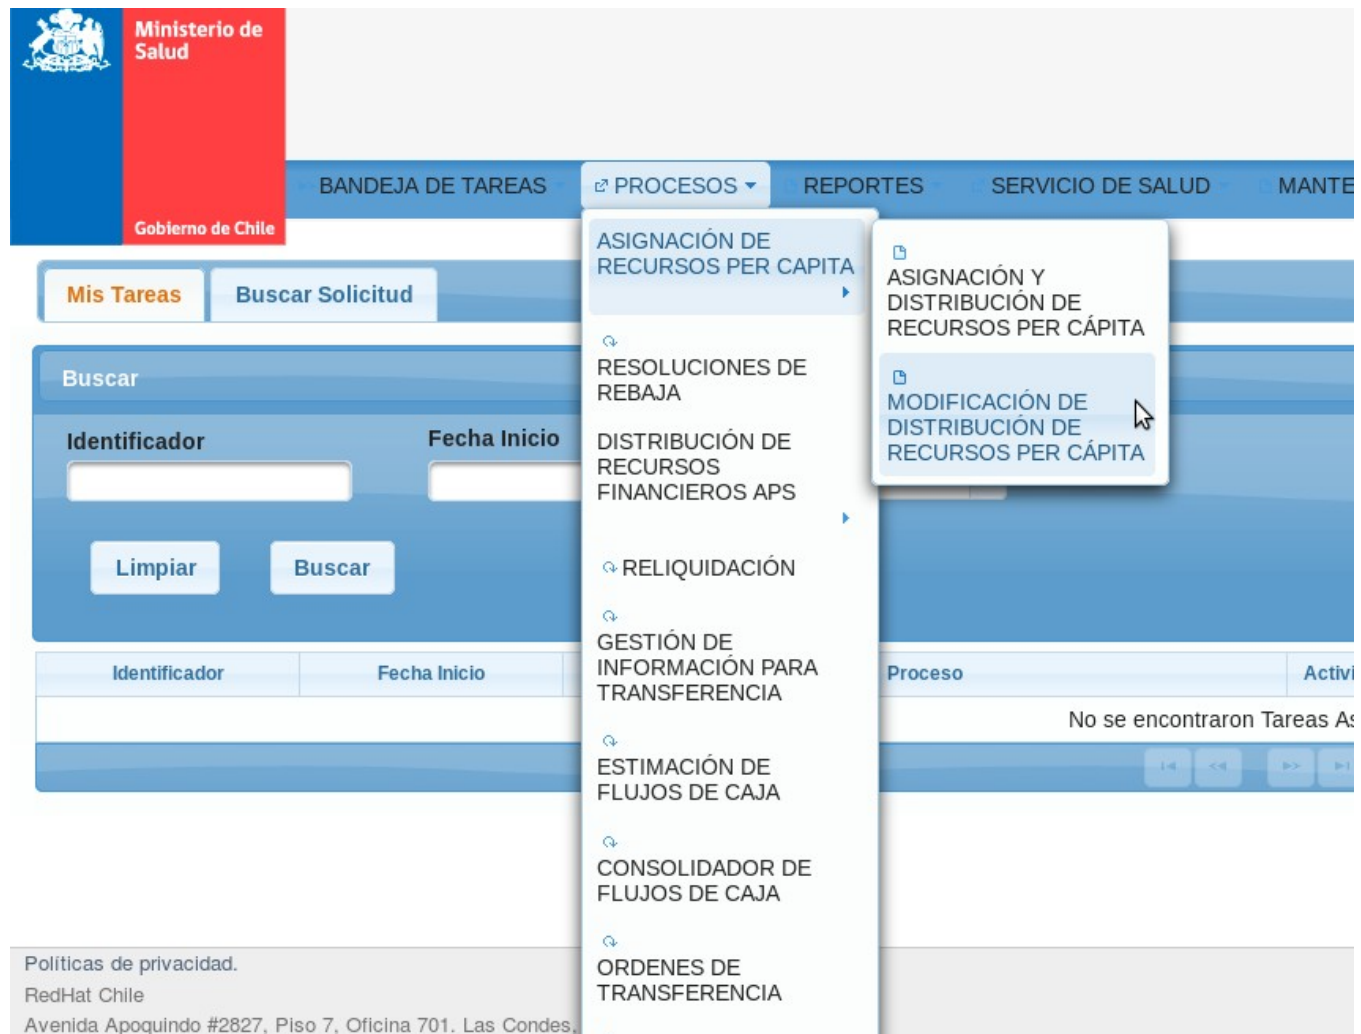 Ministerio de
Salud
Gobierno de Chile
BANDEJA DE TAREAS
PROCESOS
REPORTES
SERVICIO DE SALUD
MANTE
Mis Tareas
Buscar Solicitud
ASIGNACIÓN DE
RECURSOS PER CAPITA
RESOLUCIONES DE
REBAJA
DISTRIBUCIÓN DE
RECURSOS
FINANCIEROS APS
RELIQUIDACIÓN
GESTIÓN DE
INFORMACIÓN PARA
TRANSFERENCIA
ESTIMACIÓN DE
FLUJOS DE CAJA
CONSOLIDADOR DE
FLUJOS DE CAJA
ORDENES DE
TRANSFERENCIA
ASIGNACIÓN Y
DISTRIBUCIÓN DE
RECURSOS PER CÁPITA
MODIFICACIÓN DE
DISTRIBUCIÓN DE
RECURSOS PER CÁPITA
Buscar
Identificador
Fecha Inicio
Limpiar
Buscar
Identificador
Fecha Inicio
Proceso
Activi
No se encontraron Tareas As
Políticas de privacidad.
RedHat Chile
Avenida Apoquindo #2827, Piso 7, Oficina 701. Las Condes,